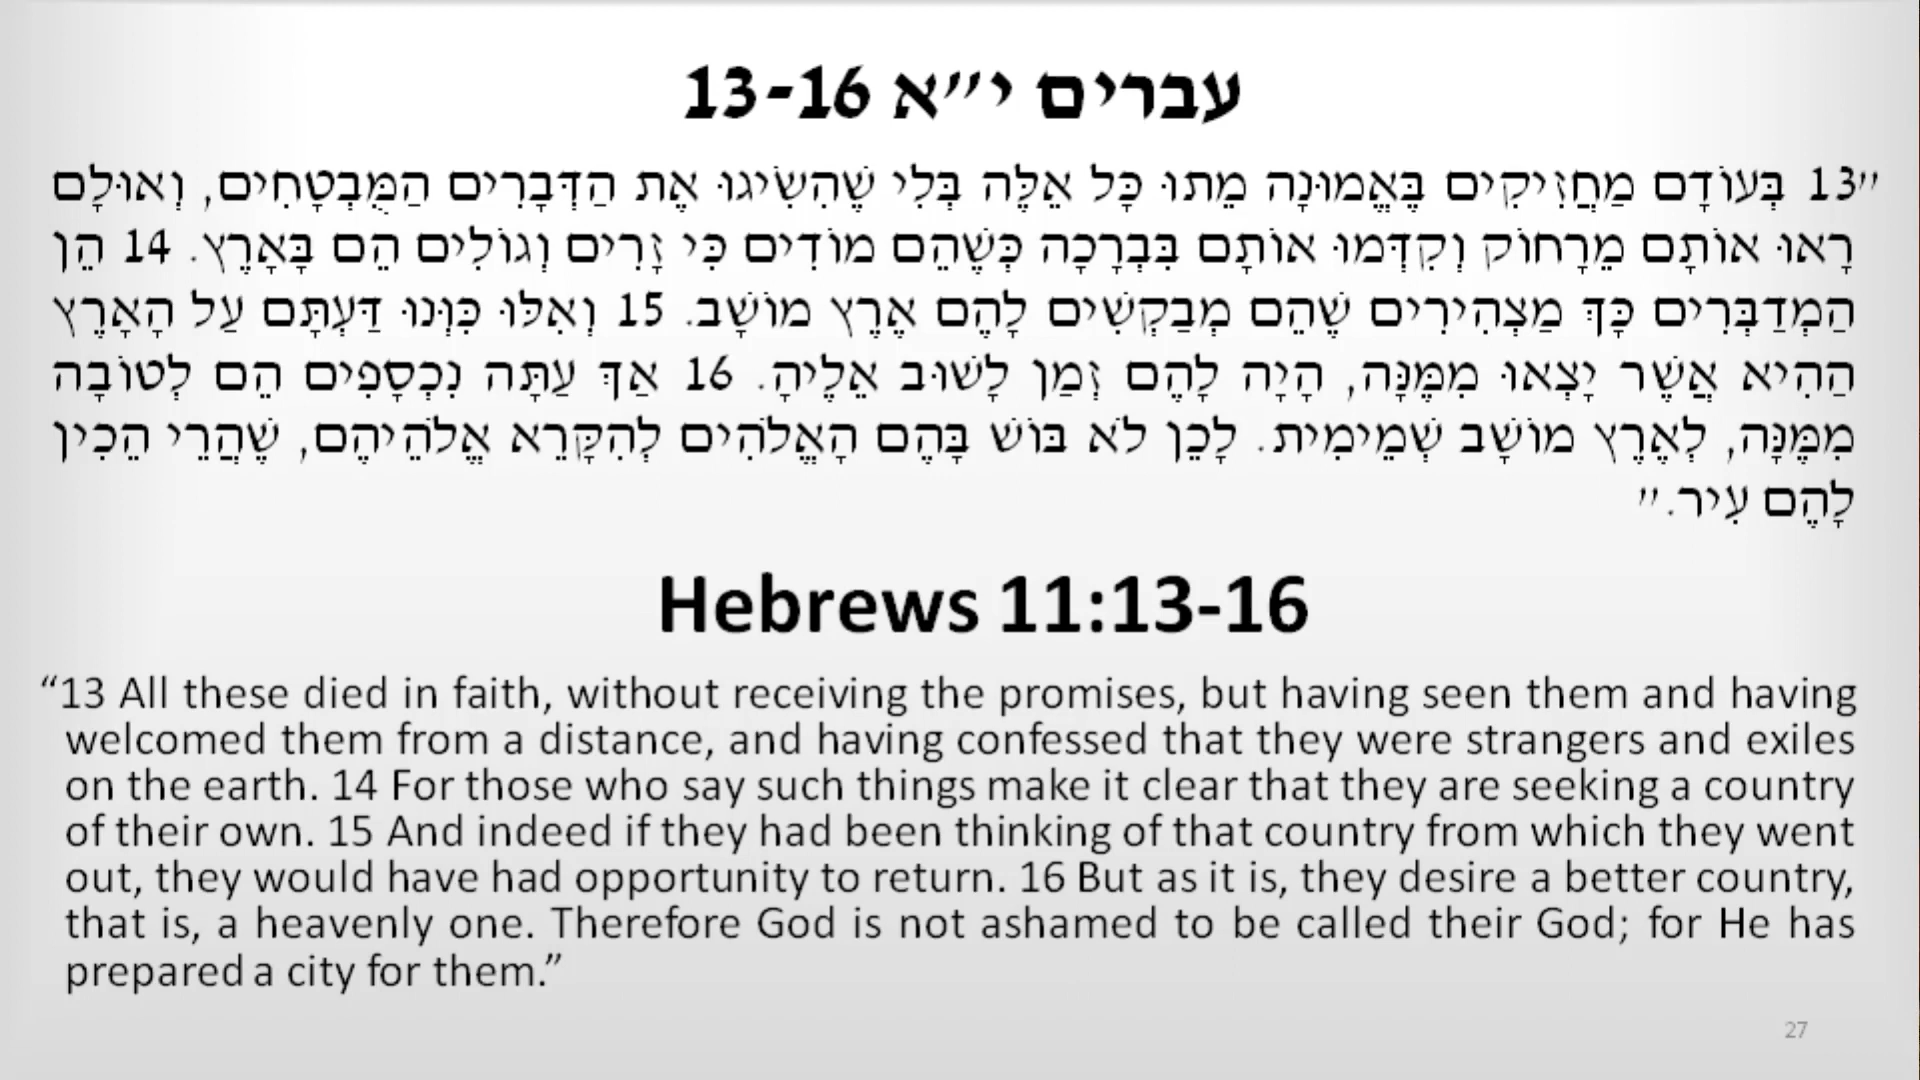 עברים י״א 13-16
״13 בְּעוֹדָם מַחֲזִיקִים בֶּאֱמוּנָה מֵתוּ כָּל אֵלֶּה בְּלִי שֶׁהִשִּׂיגוּ אֶת הַדְּבָרִים הַמֻּבְטָחִים, וְאוּלָם
רָאוּ אוֹתָם מֵרָחוֹק וְקִדְּמוּ אוֹתָם בִּבְרָכָה כְּשֶׁהֵם מוֹדִים כִּי זָרִים וְגוֹלִים הֵם בָּאָרֶץ. 14 הֵן
הַמְדַבְּרִים כָּךְ מַצְהִירִים שֶׁהֵם מְבַקְשִׁים לָהֶם אֶרֶץ מוֹשָׁב. 15 וְאִלּוּ כִּוְּנוּ דַּעְתָּם עַל הָאָרֶץ
הַהִיא אֲשֶׁר יָצְאוּ מִמֶּנָּה, הָיָה לָהֶם זְמַן לָשׁוּב אֵלֶיהָ. 16 אַךְ עַתָּה נִכְסָפִים הֵם לְטוֹבָה
מִמֶּנָּה, לְאֶרֶץ מוֹשָׁב שְׁמֵימִית. לָכֵן לֹא בּוֹשׁ בָּהֶם הָאֱלֹהִים לְהִקָּרֵא אֱלֹהֵיהֶם, שֶׁהֲרֵי הֵכִין
לָהֶם עִיר.״
Hebrews 11:13-16
“13 All these died in faith, without receiving the promises, but having seen them and having
welcomed them from a distance, and having confessed that they were strangers and exiles
on the earth. 14 For those who say such things make it clear that they are seeking a country
of their own. 15 And indeed if they had been thinking of that country from which they went
out, they would have had opportunity to return. 16 But as it is, they desire a better country,
that is, a heavenly one. Therefore God is not ashamed to be called their God; for He has
prepared a city for them.”
27